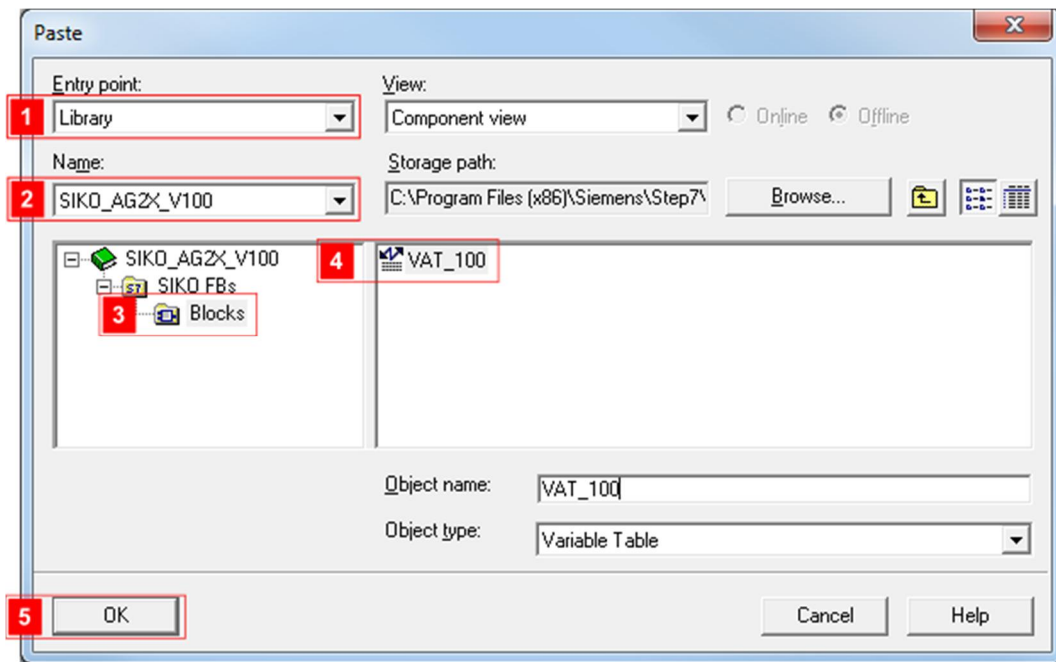 Paste
Entry point:
View:
1
Library
Component view
Online
Offline
Name:
Storage path:
2
SIKO_AG2X_V100
C:\Program Files (x86)\Siemens\Step7\
Browse...
SIKO_AG2X_V100
4
VAT_100
S7
SIKO FBs
3
Blocks
Object name:
VAT_100
Object type:
Variable Table
5
OK
Cancel
Help